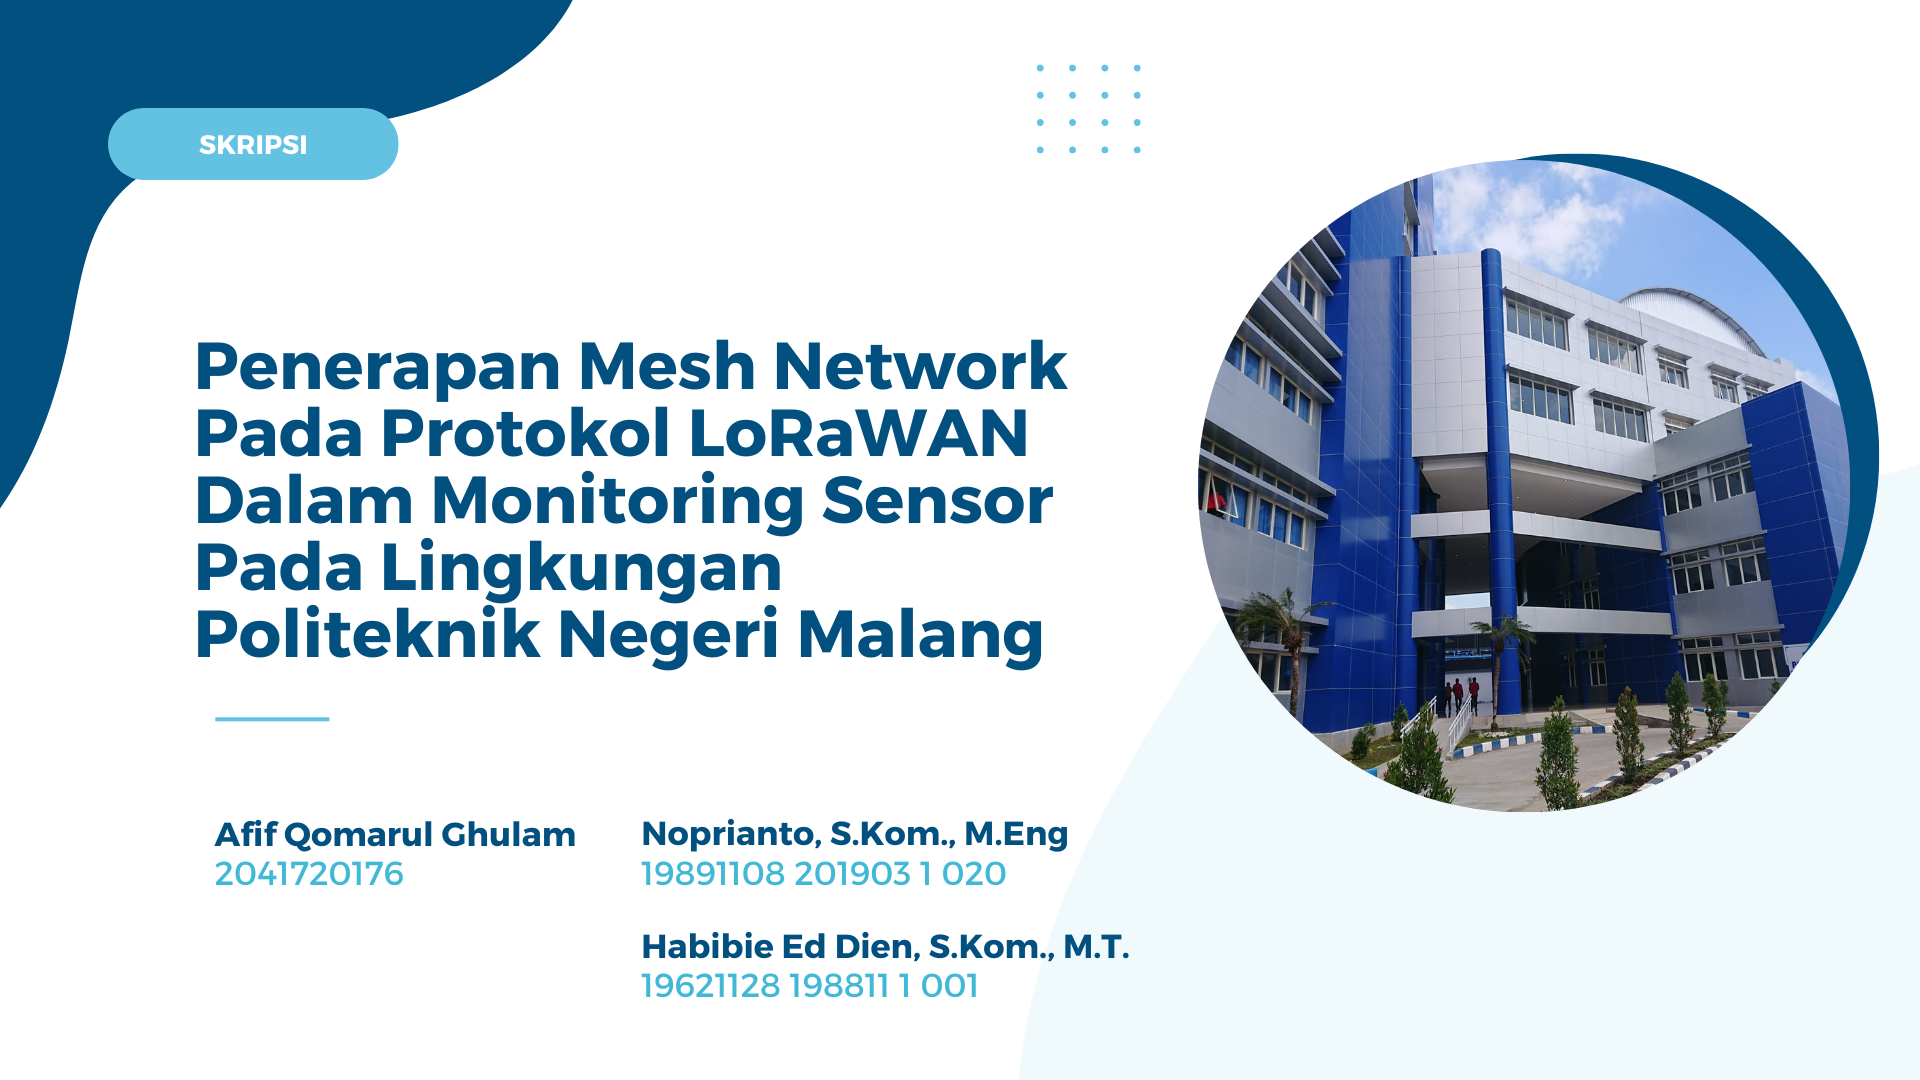 SKRIPSI
Penerapan Mesh Network
Pada Protokol LoRaWAN
Dalam Monitoring Sensor
Pada Lingkungan
Politeknik Negeri Malang
Afif Qomarul Ghulam
2041720176
Noprianto, S.Kom., M.Eng
19891108 201903 1 020
Habibie Ed Dien, S.Kom., M.T.
19621128 198811 1 001